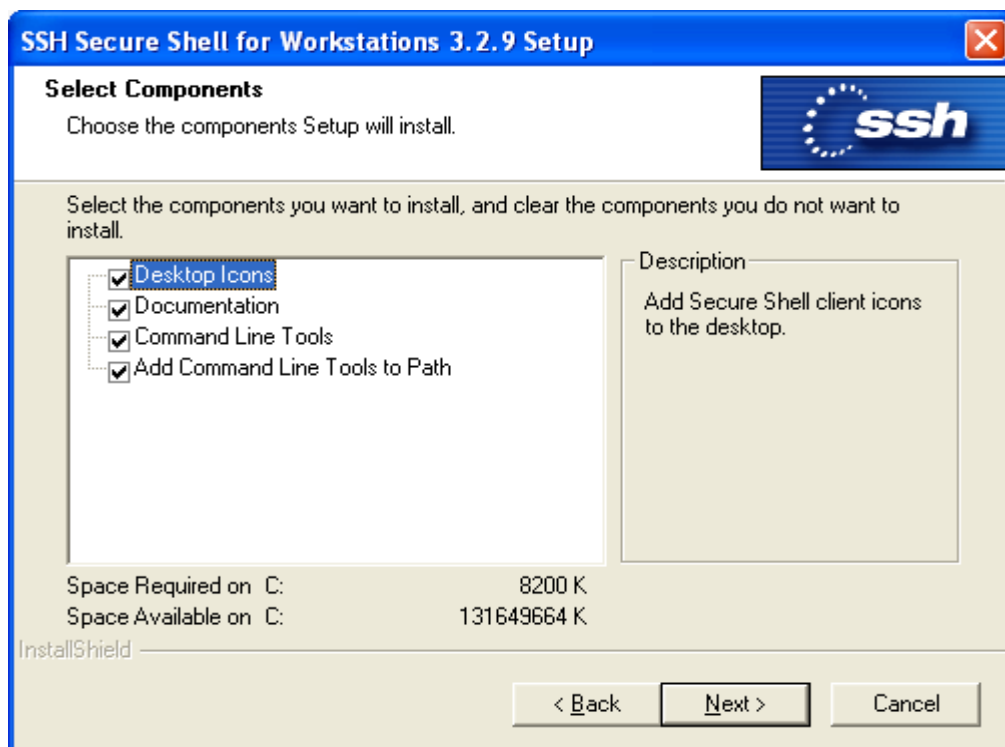 SSH Secure Shell for Workstations 3.2.9 Setup
Select Components
Choose the components Setup will install.
ssh
Select the components you want to install, and clear the components you do not want to
install.
Desktop Icons
Documentation
Command Line Tools
Add Command Line Tools to Path
Description
Add Secure Shell client icons
to the desktop.
Space Required on C: 8200 K
Space Available on C: 131649664 K
InstallShield
< Back Next > Cancel